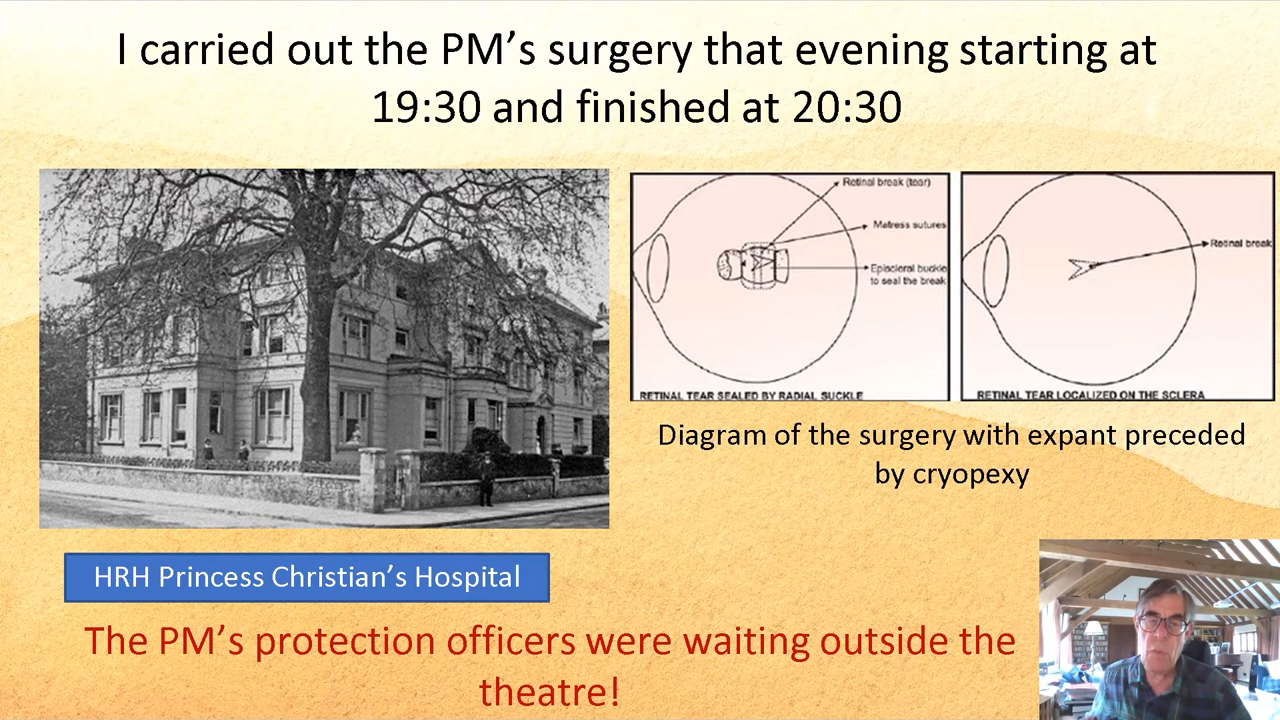 I carried out the PM’s surgery that evening starting at
19:30 and finished at 20:30
Retinal break (tear)
Matress sutures
Episcleral buckle
to seal the break
RETINAL TEAR SEALED BY RADIAL SUCKLE
Retinal break
RETINAL TEAR LOCALIZED ON THE SCLERA
Diagram of the surgery with expant preceded
by cryopexy
HRH Princess Christian’s Hospital
The PM’s protection officers were waiting outside the
theatre!